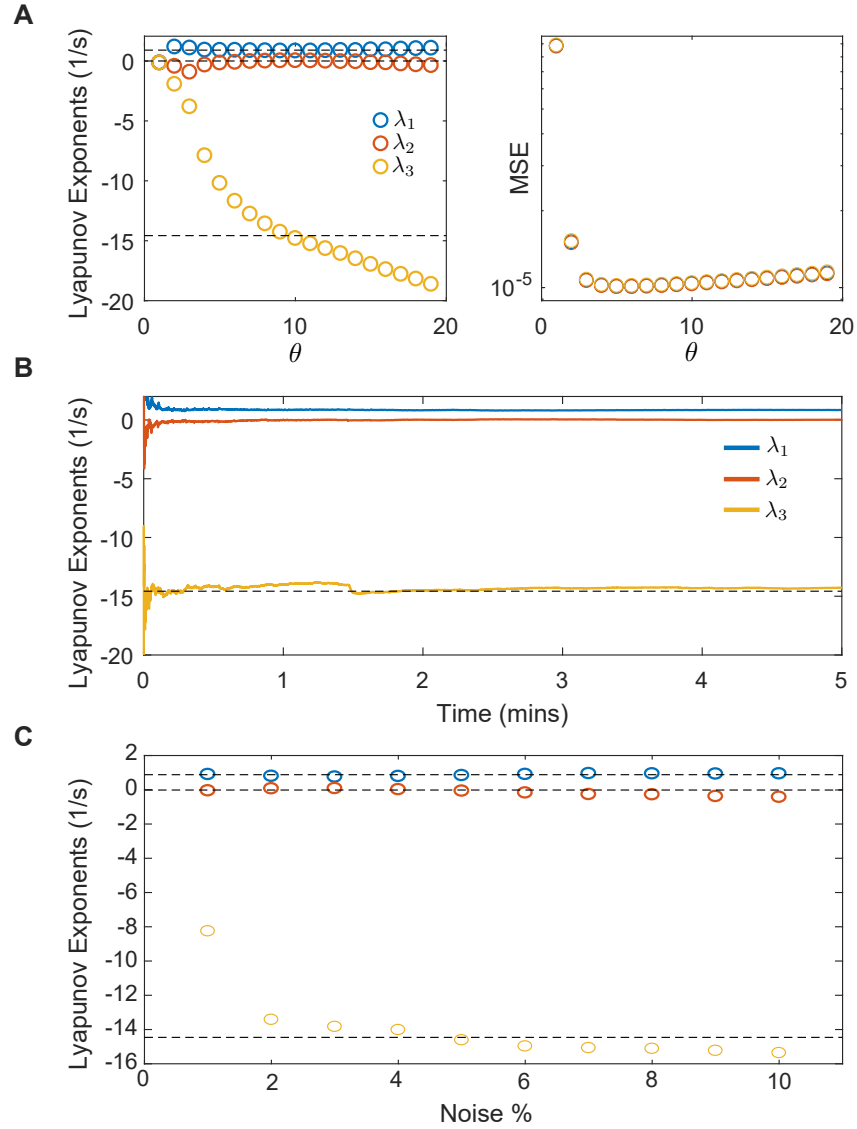 A
Lyapunov Exponents (1/s)
0
-5
-10
-15
-20
0
10
20
θ
λ1
λ2
λ3
MSE
10^-5
0
10
20
θ
B
Lyapunov Exponents (1/s)
0
-5
-10
-15
-20
0
1
2
3
4
5
Time (mins)
λ1
λ2
λ3
C
Lyapunov Exponents (1/s)
2
0
-2
-4
-6
-8
-10
-12
-14
-16
0
2
4
6
8
10
Noise %